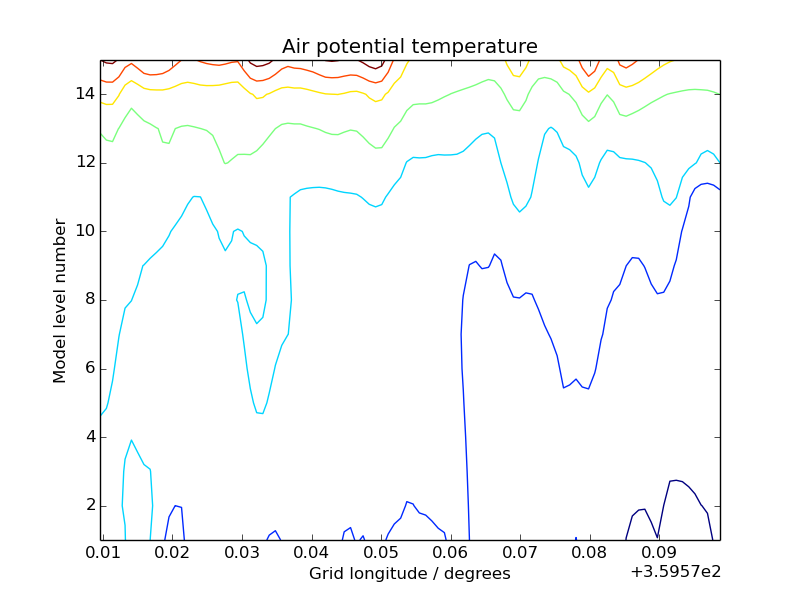 Air potential temperature
14
12
10
8
6
4
2
Model level number
0.01 0.02 0.03 0.04 0.05 0.06 0.07 0.08 0.09
Grid longitude / degrees
+3.5957e2